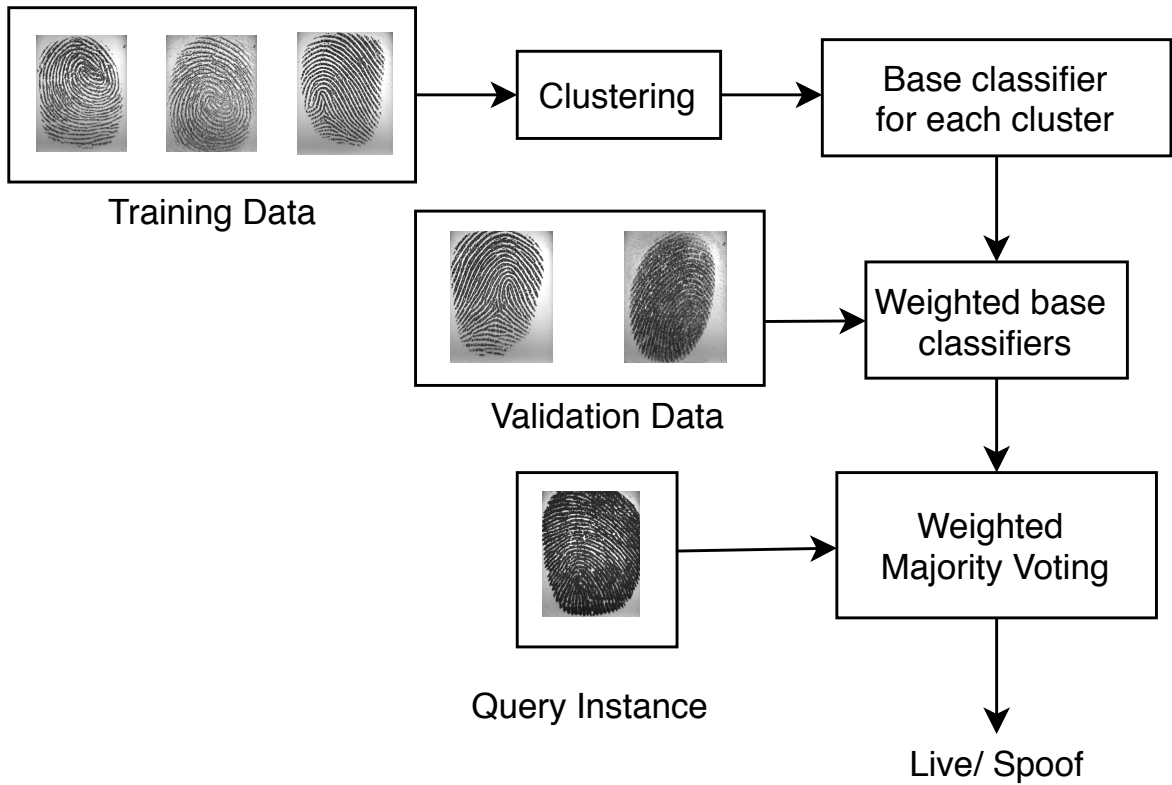 Clustering
Base classifier
for each cluster
Training Data
Weighted base
classifiers
Validation Data
Weighted
Majority Voting
Query Instance
Live/ Spoof